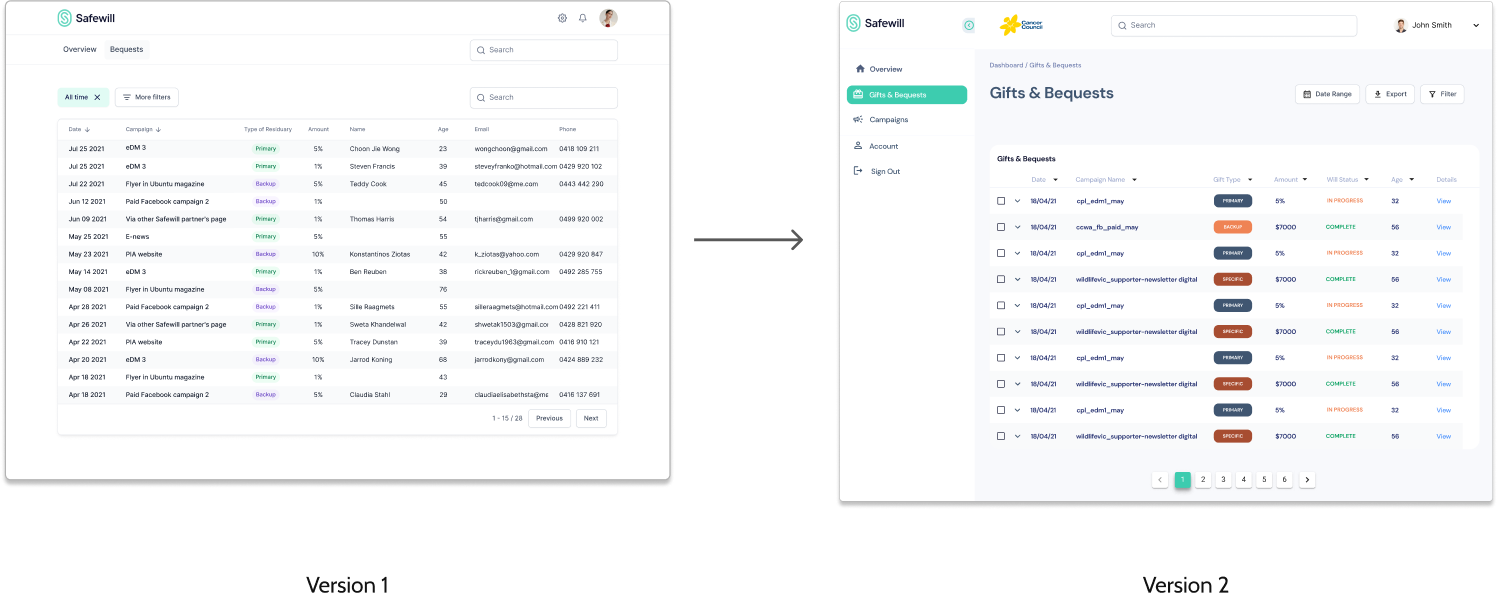 Safewill
Overview Bequests Search
All time More filters Search
Date Campaign Type of Residuary Amount Name Age Email Phone
Jul 25 2021 eDM 3 Primary 5% Choon Jie Wong 23 wongchoon@gmail.com 0418 109 211
Jul 25 2021 eDM 3 Primary 1% Steven Francis 39 steveyfranko@hotmail.com 0429 920 102
Jul 22 2021 Flyer in Ubuntu magazine Backup 5% Teddy Cook 45 tedcook09@me.com 0443 442 290
Jun 12 2021 Paid Facebook campaign 2 Backup 1% 50
Jun 09 2021 Via other Safewill partner's page Primary 1% Thomas Harris 54 tjharris@gmail.com 0499 920 002
May 25 2021 E-news Primary 5% 55
May 23 2021 PIA website Backup 10% Konstantinos Ziotas 42 k_ziotas@yahoo.com 0429 920 847
May 14 2021 eDM 3 Primary 1% Ben Reuben 38 rickreuben_1@gmail.com 0492 285 755
May 08 2021 Flyer in Ubuntu magazine Backup 5% 76
Apr 28 2021 Paid Facebook campaign 2 Backup 1% Sille Raagmets 55 silleraagmets@hotmail.com 0492 221 411
Apr 26 2021 Via other Safewill partner's page Primary 1% Sweta Khandelwal 42 shwetak1503@gmail.co 0428 821 920
Apr 22 2021 PIA website Primary 5% Tracey Dunstan 39 traceydu1963@gmail.com 0416 910 121
Apr 20 2021 eDM 3 Backup 10% Jarrod Koning 68 jarrodkony@gmail.com 0424 889 232
Apr 18 2021 Flyer in Ubuntu magazine Primary 1% 43
Apr 18 2021 Paid Facebook campaign 2 Backup 5% Claudia Stahl 29 claudiaelisabethsta@me 0416 137 691
1 - 15 / 28 Previous Next
Version 1
Safewill Cancer Council Search John Smith
Overview
Gifts & Bequests
Campaigns
Account
Sign Out
Dashboard / Gifts & Bequests
Gifts & Bequests Date Range Export Filter
Gifts & Bequests
Date Campaign Name Gift Type Amount Will Status Age Details
18/04/21 cpl_edm1_may PRIMARY 5% IN PROGRESS 32 View
18/04/21 ccwa_fb_paid_may BACKUP $7000 COMPLETE 56 View
18/04/21 cpl_edm1_may PRIMARY 5% IN PROGRESS 32 View
18/04/21 wildlifevic_supporter-newsletter digital SPECIFIC $7000 COMPLETE 56 View
18/04/21 cpl_edm1_may PRIMARY 5% IN PROGRESS 32 View
18/04/21 wildlifevic_supporter-newsletter digital SPECIFIC $7000 COMPLETE 56 View
18/04/21 cpl_edm1_may PRIMARY 5% IN PROGRESS 32 View
18/04/21 wildlifevic_supporter-newsletter digital SPECIFIC $7000 COMPLETE 56 View
18/04/21 cpl_edm1_may PRIMARY 5% IN PROGRESS 32 View
18/04/21 wildlifevic_supporter-newsletter digital SPECIFIC $7000 COMPLETE 56 View
1 2 3 4 5 6
Version 2